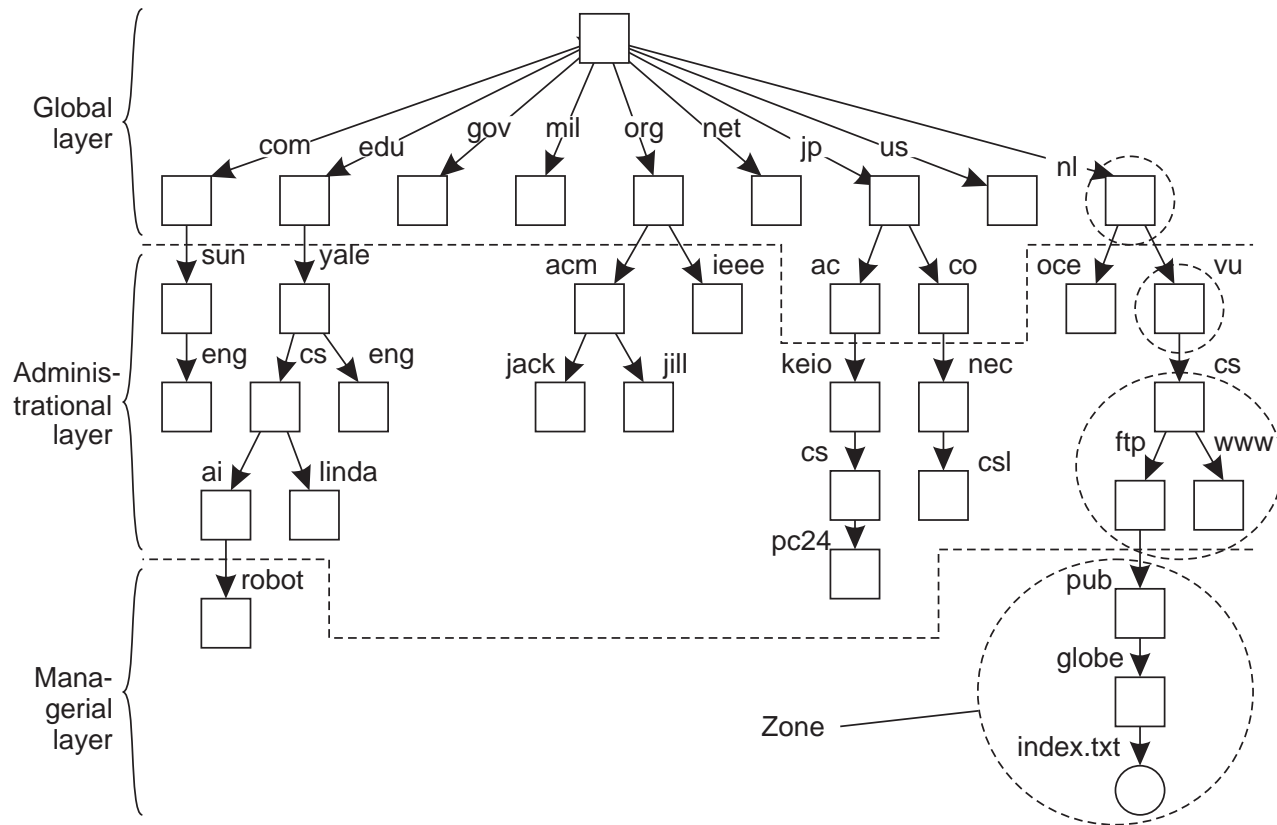 Global
layer
com
edu
gov
mil
org
net
jp
us
nl
sun
yale
acm
ieee
ac
co
oce
vu
Adminis-
trational
layer
eng
cs
eng
jack
jill
keio
nec
cs
ai
linda
cs
csl
ftp
www
pc24
robot
pub
Mana-
gerial
layer
globe
Zone
index.txt